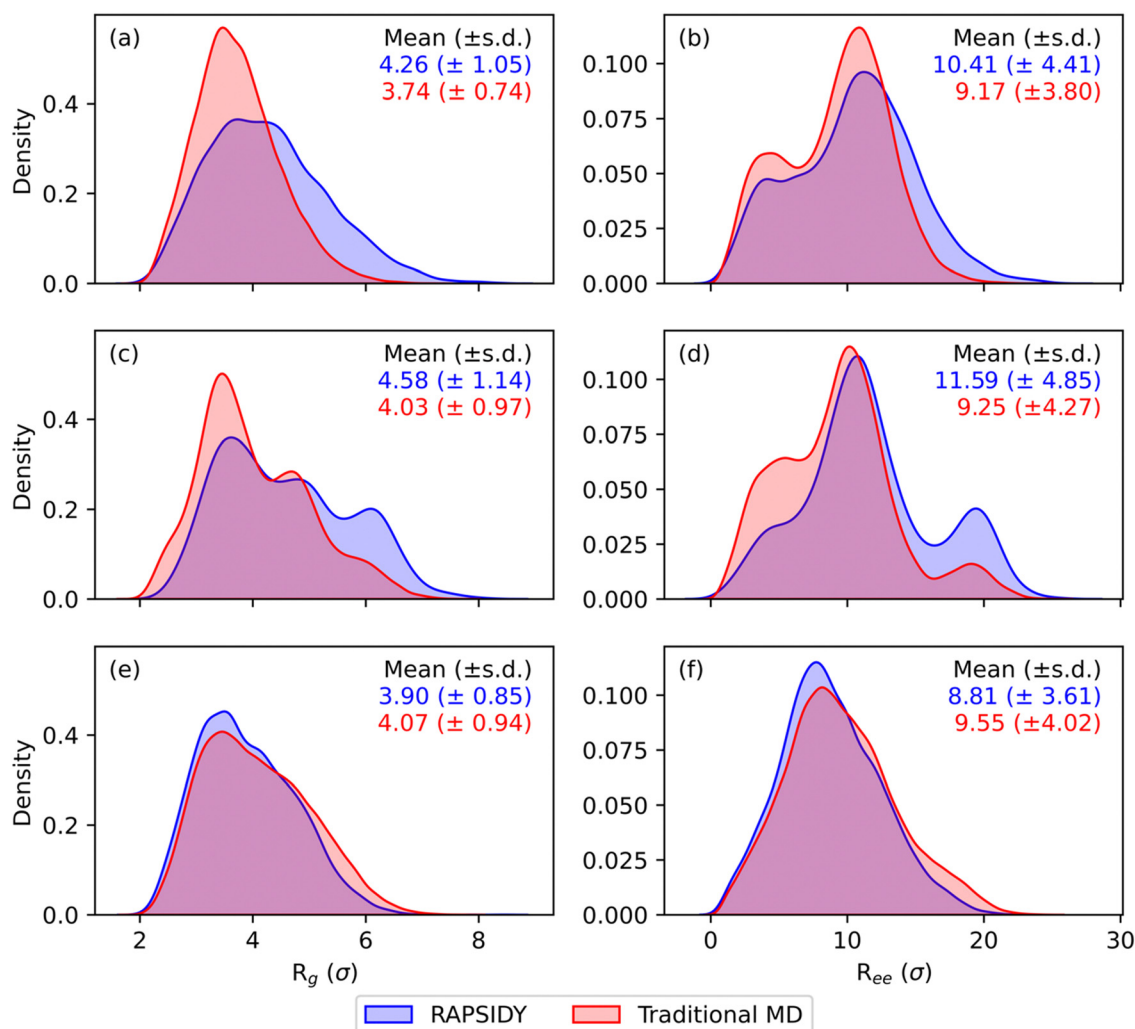 (a)
Mean (±s.d.)
4.26 (± 1.05)
3.74 (± 0.74)
Density
0.4
0.2
0.0
(b)
Mean (±s.d.)
10.41 (± 4.41)
9.17 (±3.80)
0.100
0.075
0.050
0.025
0.000
(c)
Mean (±s.d.)
4.58 (± 1.14)
4.03 (± 0.97)
Density
0.4
0.2
0.0
(d)
Mean (±s.d.)
11.59 (± 4.85)
9.25 (±4.27)
0.100
0.075
0.050
0.025
0.000
(e)
Mean (±s.d.)
3.90 (± 0.85)
4.07 (± 0.94)
Density
0.4
0.2
0.0
2 4 6 8
R_g (σ)
(f)
Mean (±s.d.)
8.81 (± 3.61)
9.55 (±4.02)
0.100
0.075
0.050
0.025
0.000
0 10 20 30
R_ee (σ)
RAPSIDY Traditional MD